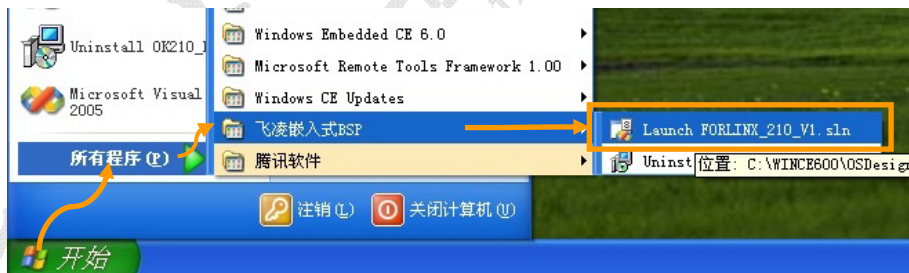 Uninstall OK210_
Microsoft Visual
2005
所有程序(P)
Windows Embedded CE 6.0
Microsoft Remote Tools Framework 1.00
Windows CE Updates
飞凌嵌入式BSP
腾讯软件
Launch FORLINX_210_V1.sln
Uninst
位置: C:\WINCE600\OSDesig
注销(L)
关闭计算机(U)
开始